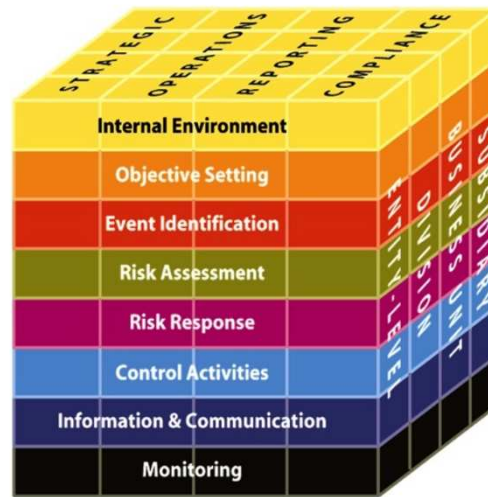 STRATEGIC
OPERATIONS
REPORTING
COMPLIANCE
Internal Environment
Objective Setting
Event Identification
Risk Assessment
Risk Response
Control Activities
Information & Communication
Monitoring
ENTITY-LEVEL
DIVISION
BUSINESS UNIT
SUBSIDIARY